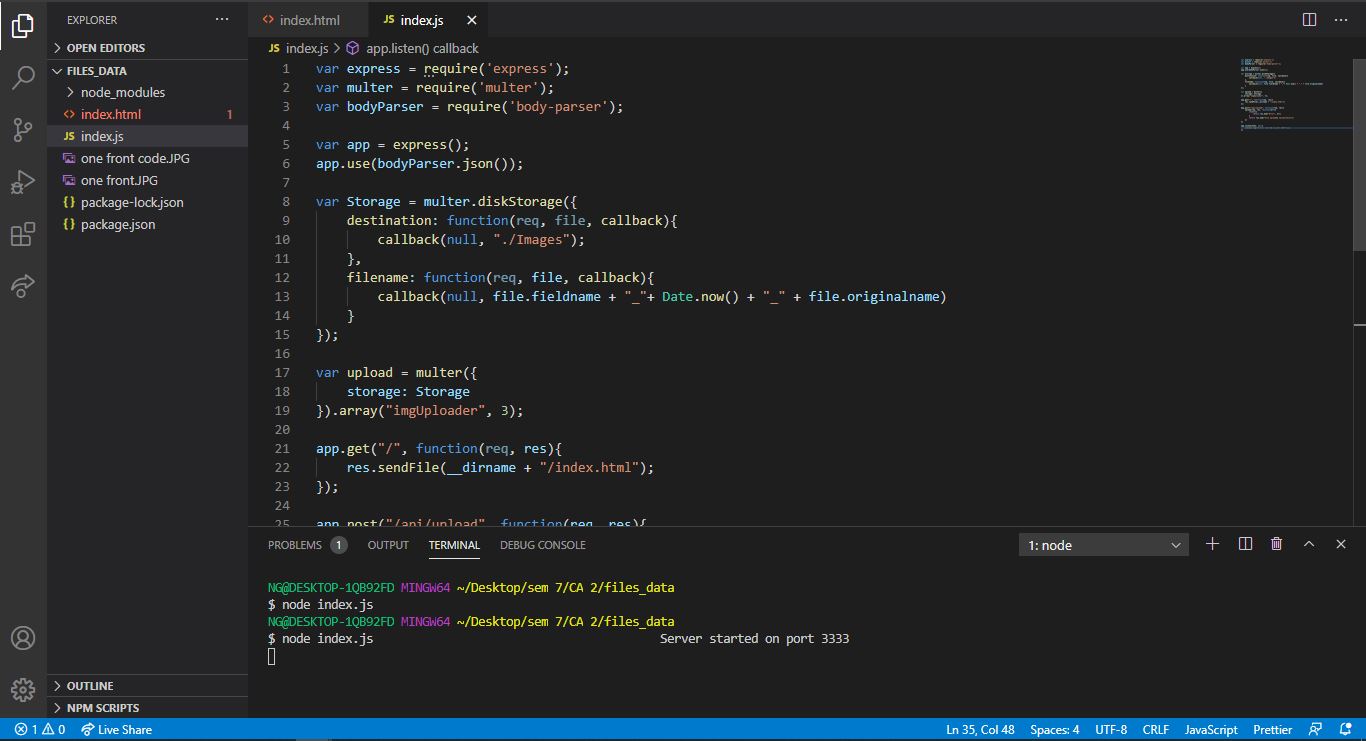 EXPLORER
OPEN EDITORS
FILES_DATA
node_modules
index.html 1
JS index.js
one front code.JPG
one front.JPG
{} package-lock.json
{} package.json
OUTLINE
NPM SCRIPTS
<> index.html
JS index.js
JS index.js > app.listen() callback
1 var express = require('express');
2 var multer = require('multer');
3 var bodyParser = require('body-parser');
4
5 var app = express();
6 app.use(bodyParser.json());
7
8 var Storage = multer.diskStorage({
9 destination: function(req, file, callback){
10 callback(null, "./Images");
11 },
12 filename: function(req, file, callback){
13 callback(null, file.fieldname + "_"+ Date.now() + "_" + file.originalname)
14 }
15 });
16
17 var upload = multer({
18 storage: Storage
19 }).array("imgUploader", 3);
20
21 app.get("/", function(req, res){
22 res.sendFile(__dirname + "/index.html");
23 });
24
25 app.post("/api/upload", function(req, res){
PROBLEMS 1 OUTPUT TERMINAL DEBUG CONSOLE 1: node
NG@DESKTOP-1QB92FD MINGW64 ~/Desktop/sem 7/CA 2/files_data
$ node index.js
NG@DESKTOP-1QB92FD MINGW64 ~/Desktop/sem 7/CA 2/files_data
$ node index.js Server started on port 3333
1 0 Live Share Ln 35, Col 48 Spaces: 4 UTF-8 CRLF JavaScript Prettier